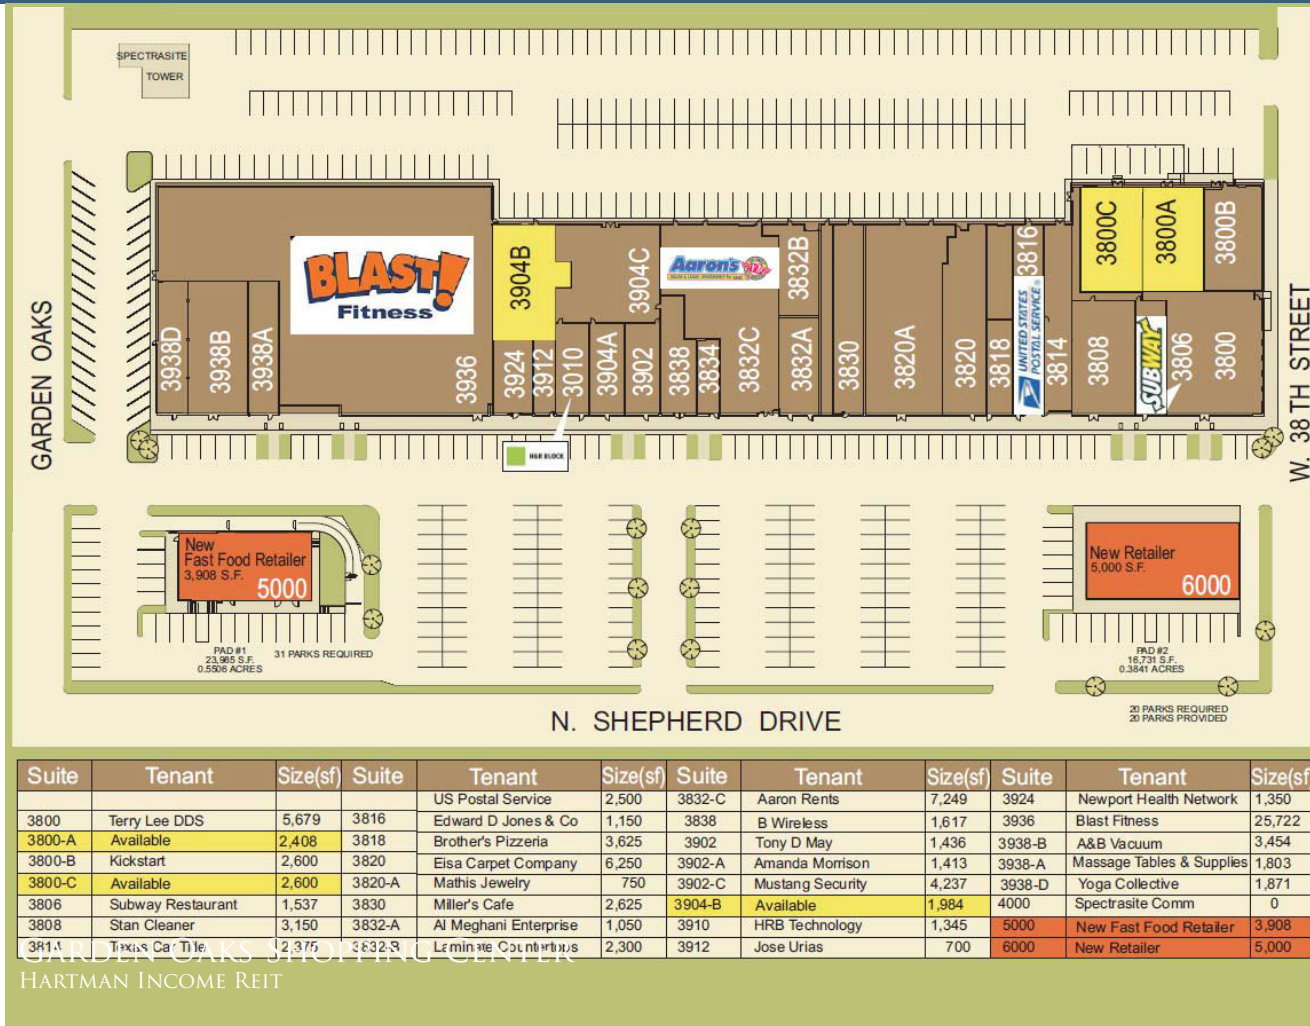 SPECTRASITE
TOWER
GARDEN OAKS
W. 38TH STREET
BLAST!
Fitness
3904B
3904C
Aaron's
3832B
3816
3800C
3800A
3800B
3938D
3938B
3938A
3936
3924
3912
3010
3904A
3902
3838
3834
3832C
3832A
3830
3820A
3820
3818
UNITED STATES
POSTAL SERVICE
3814
3808
SUBWAY
3806
3800
H&R BLOCK
New
Fast Food Retailer
3,908 S.F.
5000
PAD #1
23,985 S.F.
0.5506 ACRES
31 PARKS REQUIRED
New Retailer
5,000 S.F.
6000
PAD #2
16,731 S.F.
0.3841 ACRES
20 PARKS REQUIRED
20 PARKS PROVIDED
N. SHEPHERD DRIVE
Suite Tenant Size(sf) Suite Tenant Size(sf) Suite Tenant Size(sf) Suite Tenant Size(sf
US Postal Service 2,500 3832-C Aaron Rents 7,249 3924 Newport Health Network 1,350
3800 Terry Lee DDS 5,679 3816 Edward D Jones & Co 1,150 3838 B Wireless 1,617 3936 Blast Fitness 25,722
3800-A Available 2,408 3818 Brother's Pizzeria 3,625 3902 Tony D May 1,436 3938-B A&B Vacuum 3,454
3800-B Kickstart 2,600 3820 Eisa Carpet Company 6,250 3902-A Amanda Morrison 1,413 3938-A Massage Tables & Supplies 1,803
3800-C Available 2,600 3820-A Mathis Jewelry 750 3902-C Mustang Security 4,237 3938-D Yoga Collective 1,871
3806 Subway Restaurant 1,537 3830 Miller's Cafe 2,625 3904-B Available 1,984 4000 Spectrasite Comm 0
3808 Stan Cleaner 3,150 3832-A Al Meghani Enterprise 1,050 3910 HRB Technology 1,345 5000 New Fast Food Retailer 3,908
3814 Texas Car Title 3832-B Laminate Countertops 2,300 3912 Jose Urias 700 6000 New Retailer 5,000
GARDEN OAKS SHOPPING CENTER
HARTMAN INCOME REIT